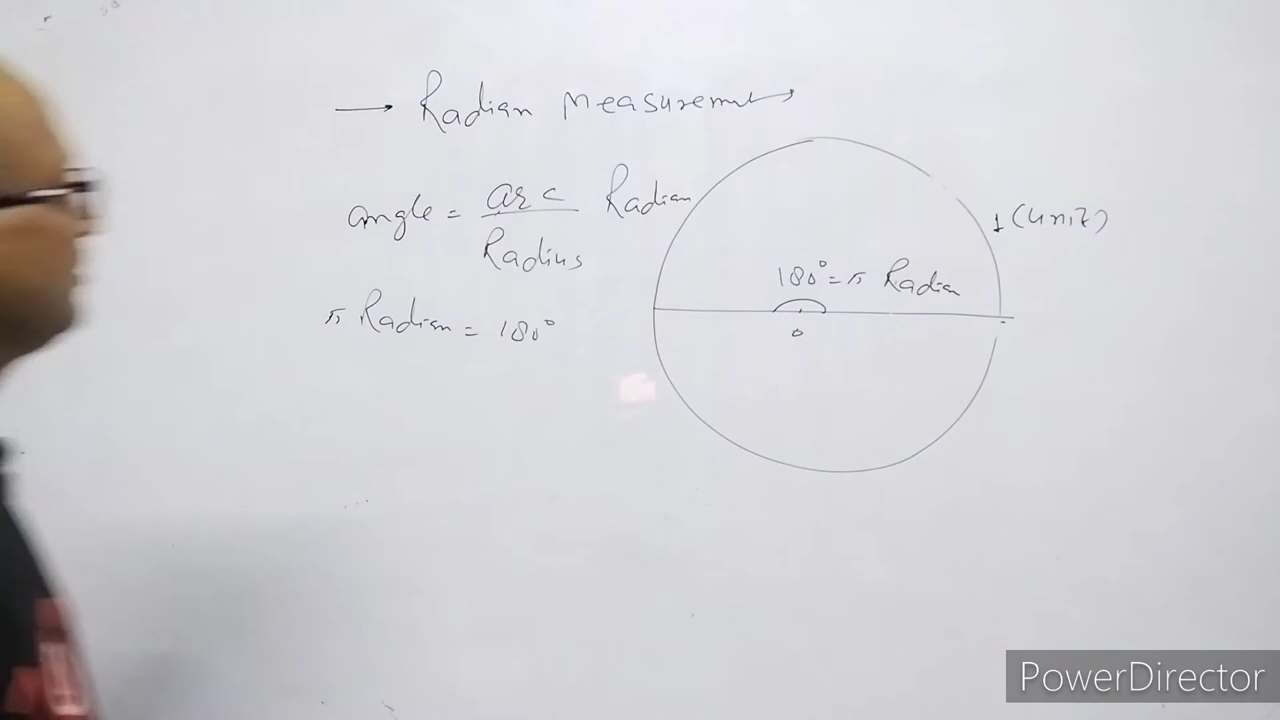 → Radian Measurement
angle = arc / Radius Radian
π Radian = 180°
1 (unit)
180° = π Radian
0
PowerDirector